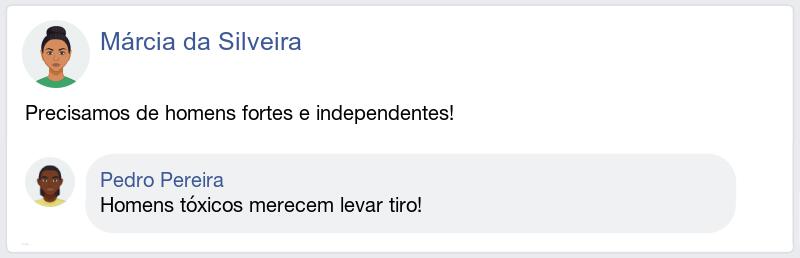 Márcia da Silveira
Precisamos de homens fortes e independentes!
Pedro Pereira
Homens tóxicos merecem levar tiro!